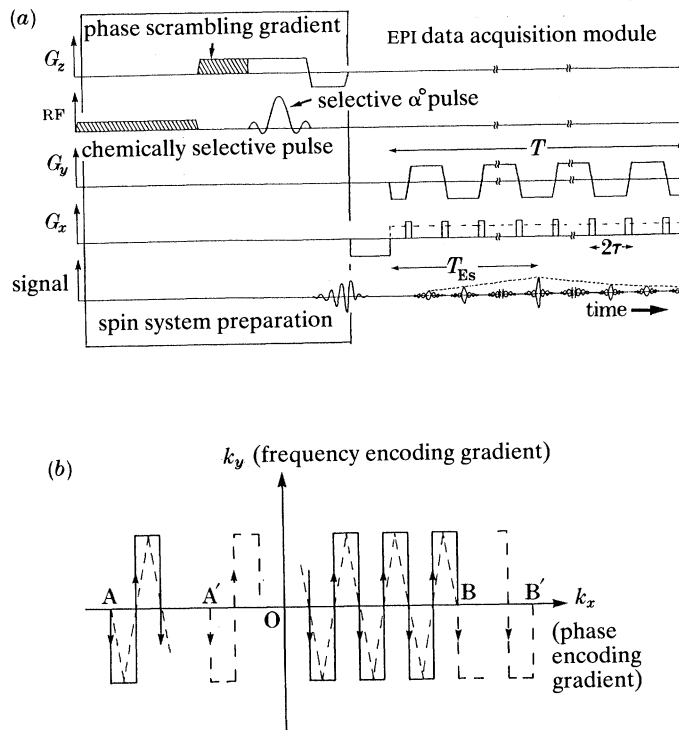 (a)
phase scrambling gradient
EPI data acquisition module
G_z
RF
selective α° pulse
chemically selective pulse
T
G_y
G_x
2τ
T_Es
signal
spin system preparation
time
(b)
k_y (frequency encoding gradient)
A
A′
O
B
B′
k_x
(phase
encoding
gradient)